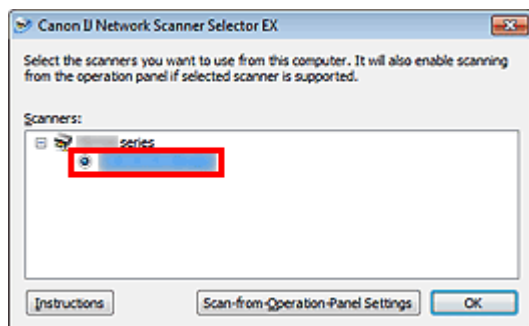 Canon IJ Network Scanner Selector EX
Select the scanners you want to use from this computer. It will also enable scanning
from the operation panel if selected scanner is supported.
Scanners:
series
Instructions
Scan-from-Operation-Panel Settings
OK